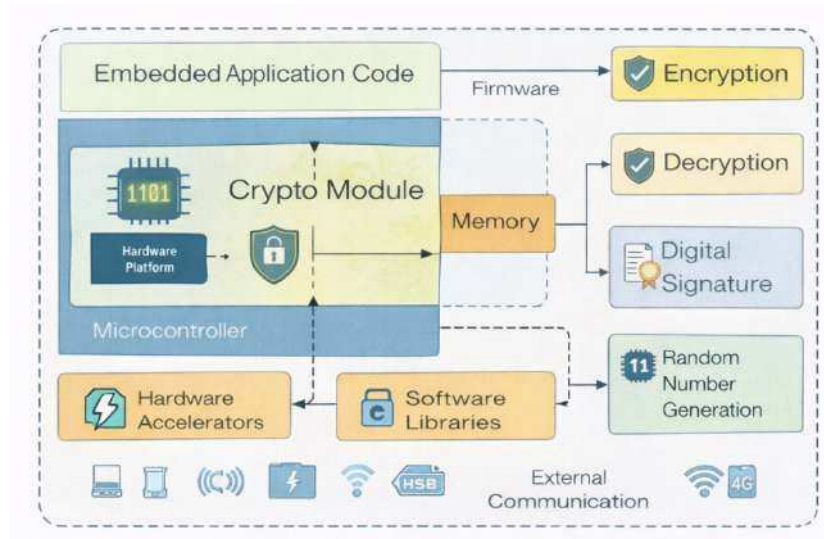 Embedded Application Code
Firmware
Encryption
1101
Crypto Module
Hardware
Platform
Memory
Decryption
Digital
Signature
Microcontroller
Hardware
Accelerators
C
Software
Libraries
11
Random
Number
Generation
HSB
External
Communication
4G